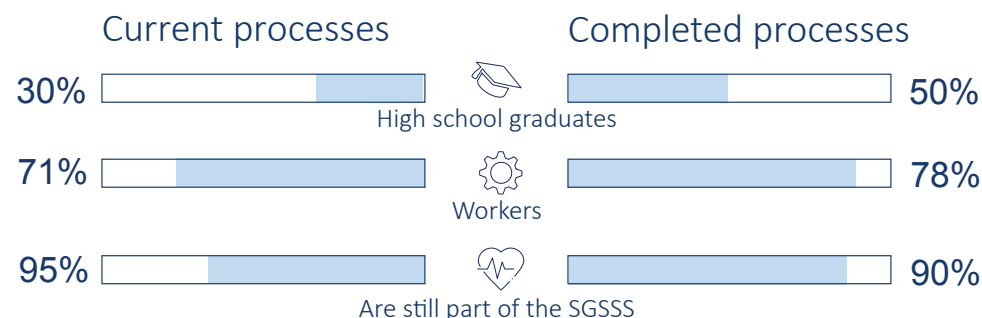 Current processes
Completed processes
30%
50%
High school graduates
71%
78%
Workers
95%
90%
Are still part of the SGSSS